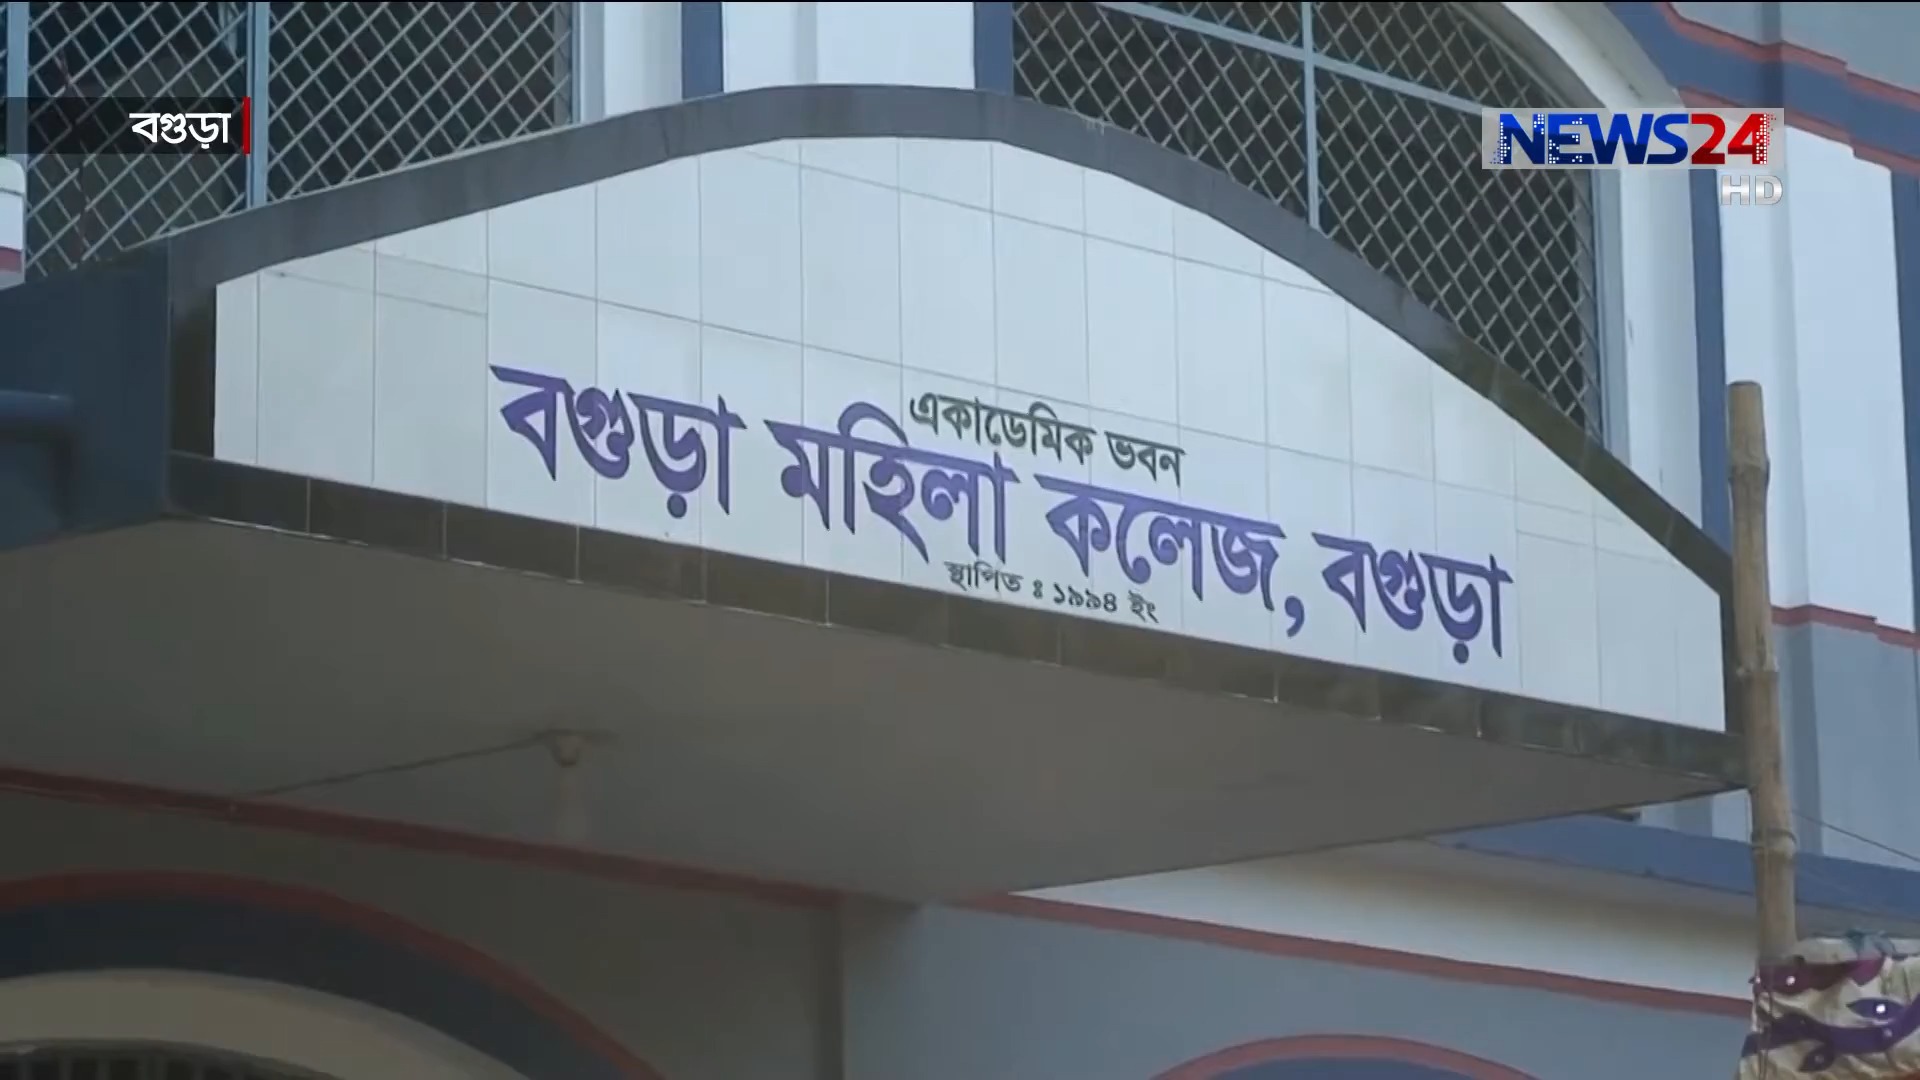 বগুড়া
NEWS24
HD
একাডেমিক ভবন
বগুড়া মহিলা কলেজ, বগুড়া
স্থাপিত ঃ ১৯৯৪ ইং